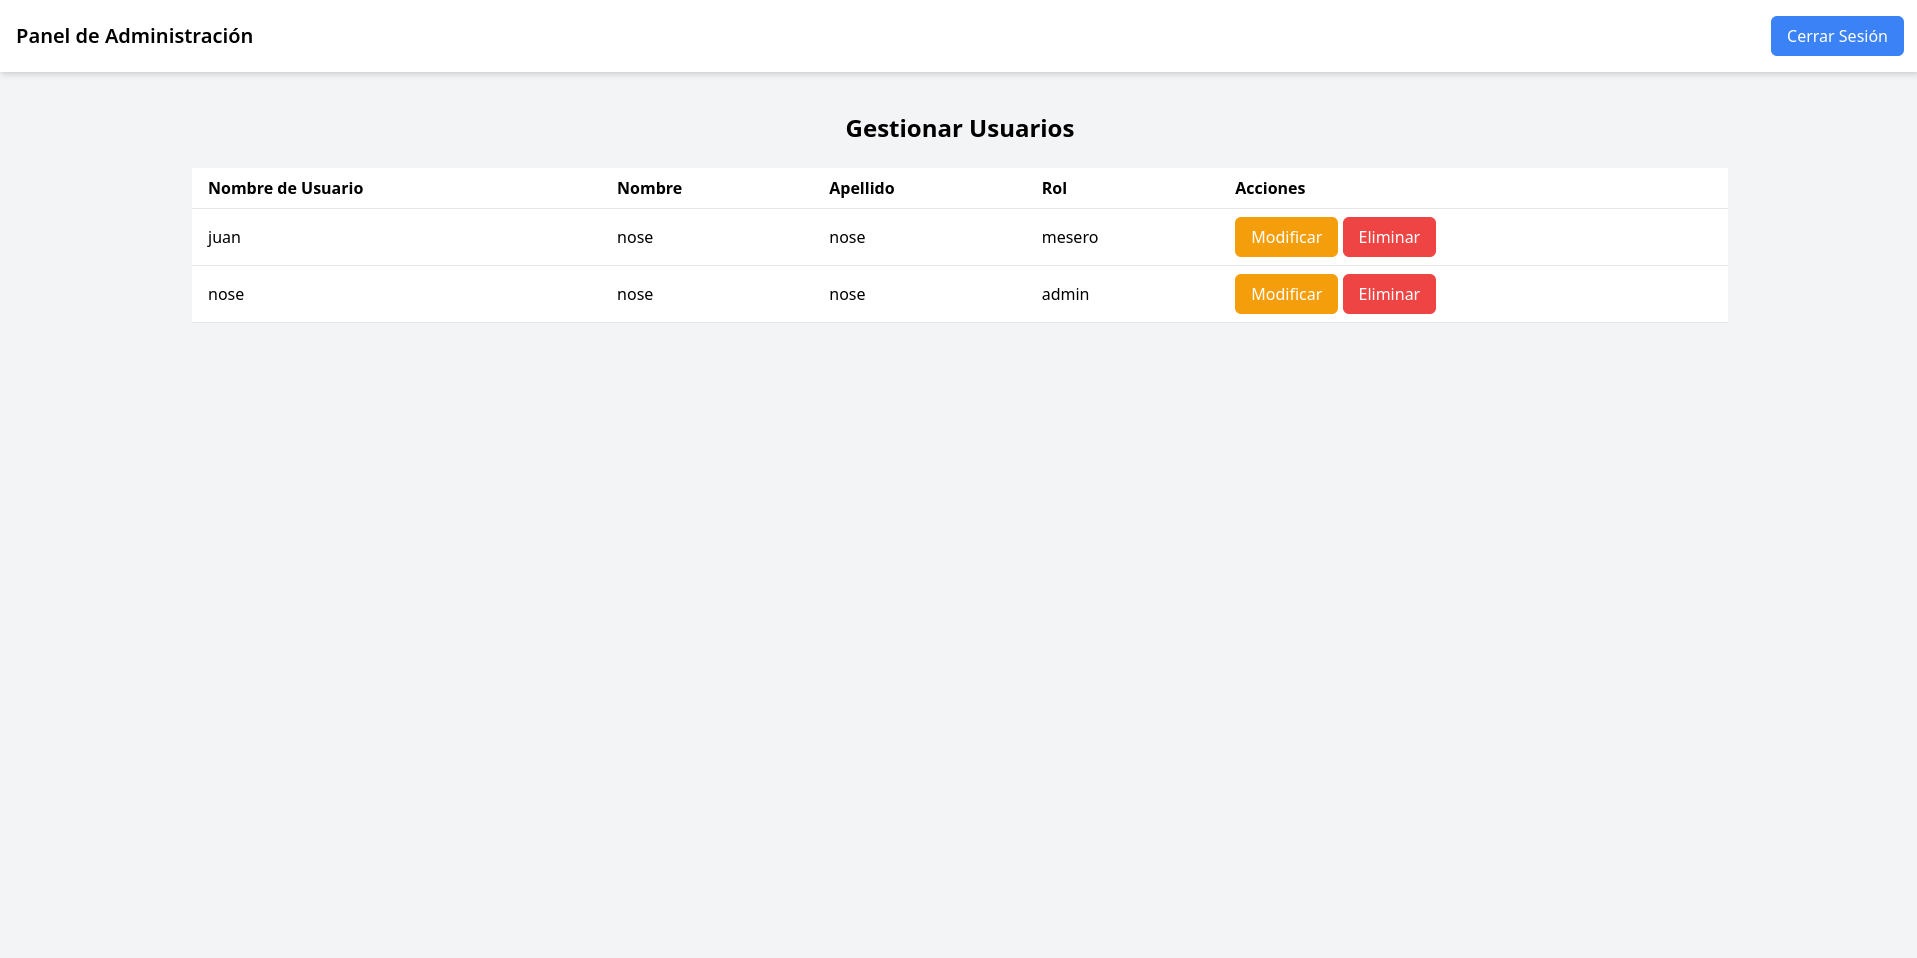 Panel de Administración
Cerrar Sesión
Gestionar Usuarios
Nombre de Usuario Nombre Apellido Rol Acciones
juan nose nose mesero Modificar Eliminar
nose nose nose admin Modificar Eliminar